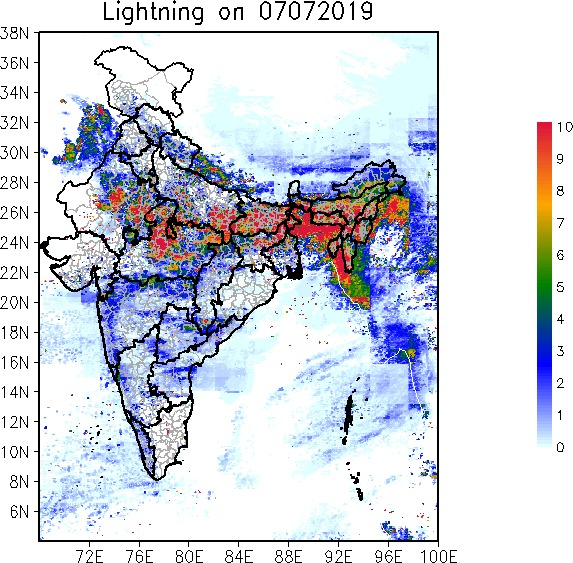 Lightning on 07072019
38N
36N
34N
32N
30N
28N
26N
24N
22N
20N
18N
16N
14N
12N
10N
8N
6N
72E 76E 80E 84E 88E 92E 96E 100E
10
9
8
7
6
5
4
3
2
1
0